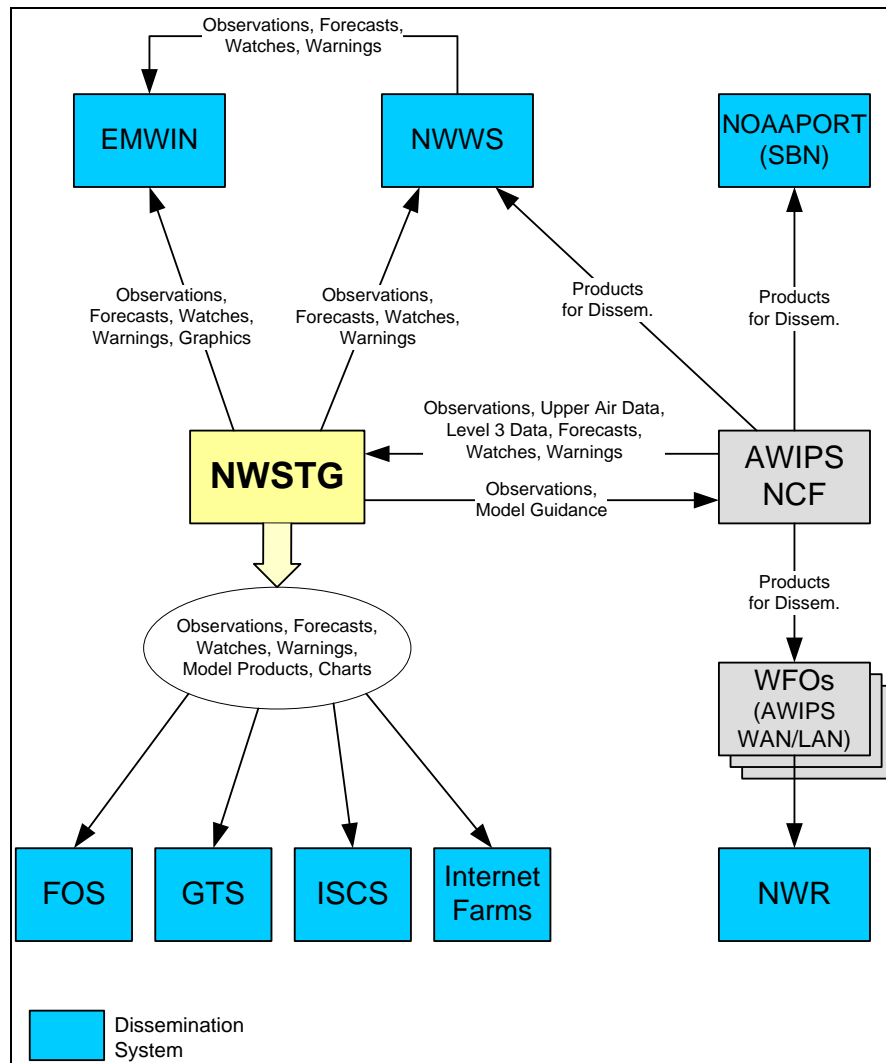 Observations, Forecasts,
Watches, Warnings
EMWIN
NWWS
NOAAPORT
(SBN)
Observations,
Forecasts, Watches,
Warnings, Graphics
Observations,
Forecasts, Watches,
Warnings
Products
for Dissem.
Products
for Dissem.
Observations, Upper Air Data,
Level 3 Data, Forecasts,
Watches, Warnings
NWSTG
AWIPS
NCF
Observations,
Model Guidance
Products
for Dissem.
Observations, Forecasts,
Watches, Warnings,
Model Products, Charts
WFOs
(AWIPS
WAN/LAN)
FOS
GTS
ISCS
Internet
Farms
NWR
Dissemination
System